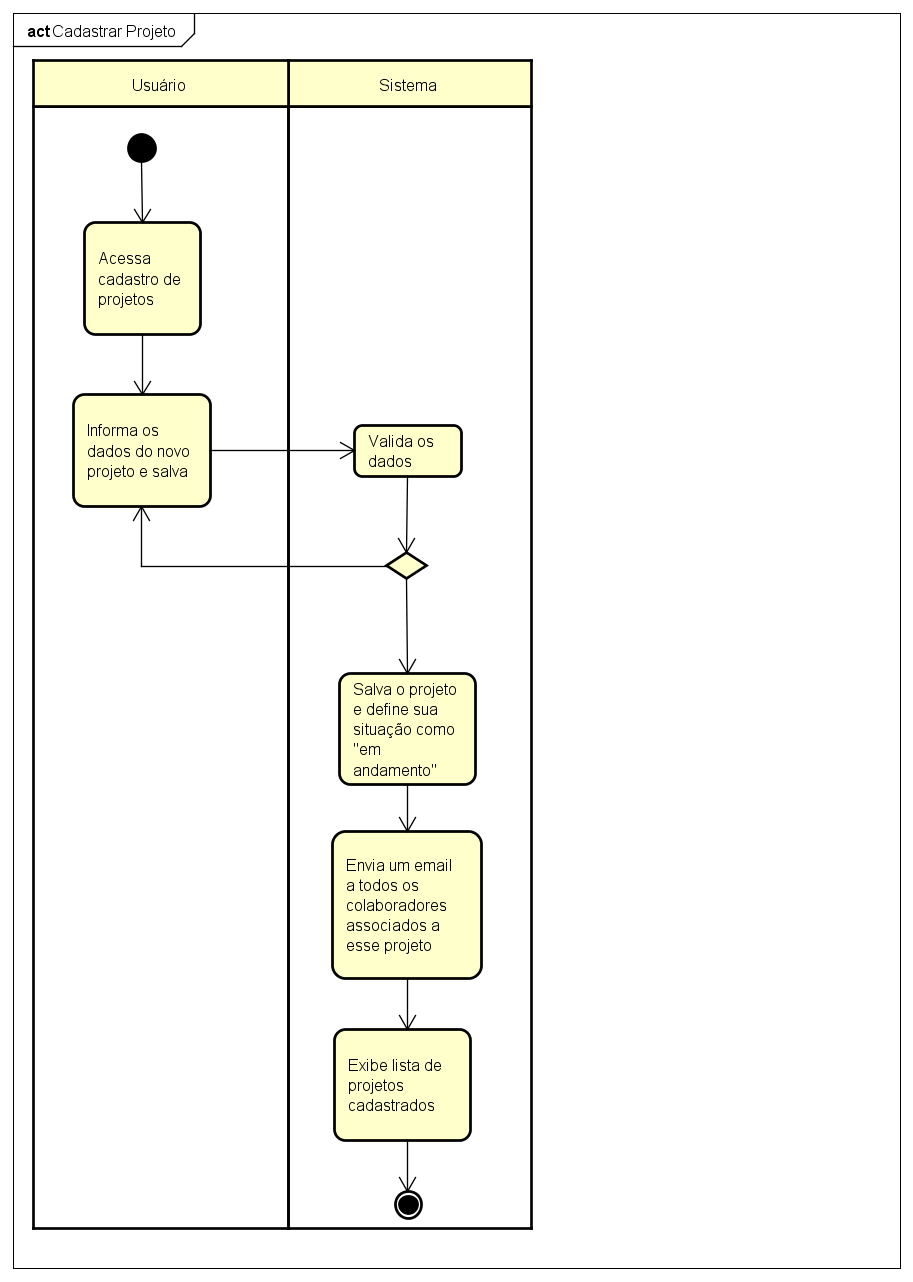 act Cadastrar Projeto
Usuário
Sistema
Acessa
cadastro de
projetos
Informa os
dados do novo
projeto e salva
Valida os
dados
Salva o projeto
e define sua
situação como
"em
andamento"
Envia um email
a todos os
colaboradores
associados a
esse projeto
Exibe lista de
projetos
cadastrados